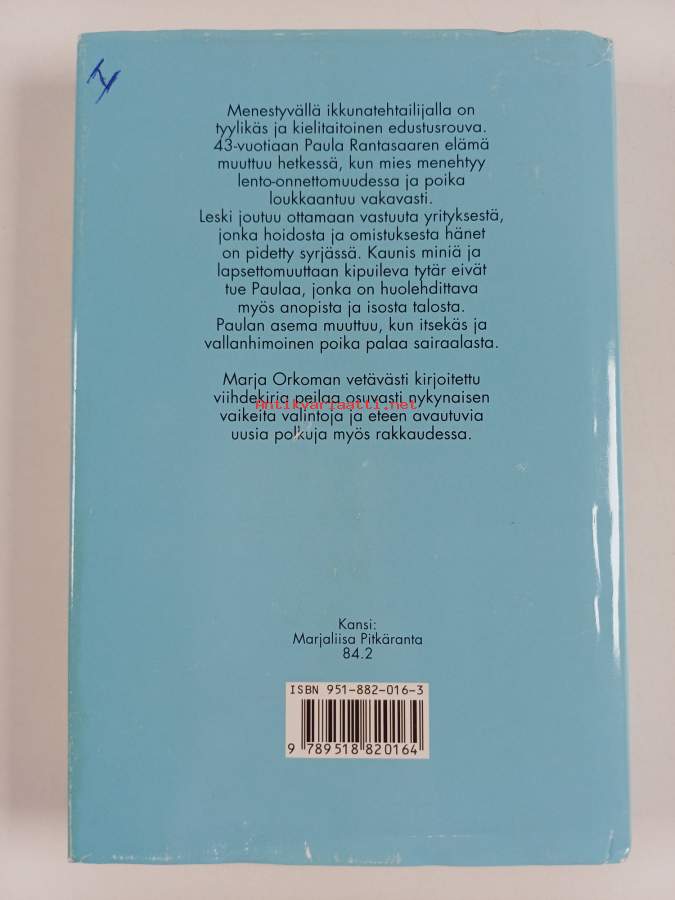 Menestyvällä ikkunatehtailijalla on
tyylikäs ja kielitaitoinen edustusrouva.
43-vuotiaan Paula Rantasaaren elämä
muuttuu hetkessä, kun mies menehtyy
lento-onnettomuudessa ja poika
loukkaantuu vakavasti.
Leski joutuu ottamaan vastuuta yrityksestä,
jonka hoidosta ja omistuksesta hänet
on pidetty syrjässä. Kaunis miniä ja
lapsettomuuttaan kipuileva tytär eivät
tue Paulaa, jonka on huolehdittava
myös anopista ja isosta talosta.
Paulan asema muuttuu, kun itsekäs ja
vallanhimoinen poika palaa sairaalasta.
Marja Orkoman vetävästi kirjoitettu
viihdekirja peilaa osuvasti nykynaisen
Antikvariaatti.net
vaikeita valintoja ja eteen avautuvia
uusia polkuja myös rakkaudessa.
Kansi:
Marjaliisa Pitkäranta
84.2
ISBN 951-882-016-3
9 789518 820164